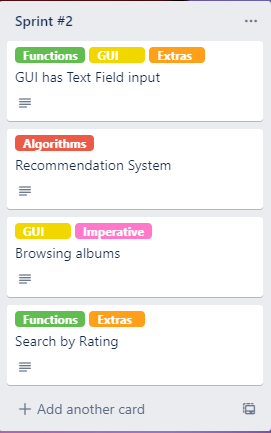 Sprint #2
Functions GUI Extras
GUI has Text Field input
Algorithms
Recommendation System
GUI Imperative
Browsing albums
Functions Extras
Search by Rating
Add another card